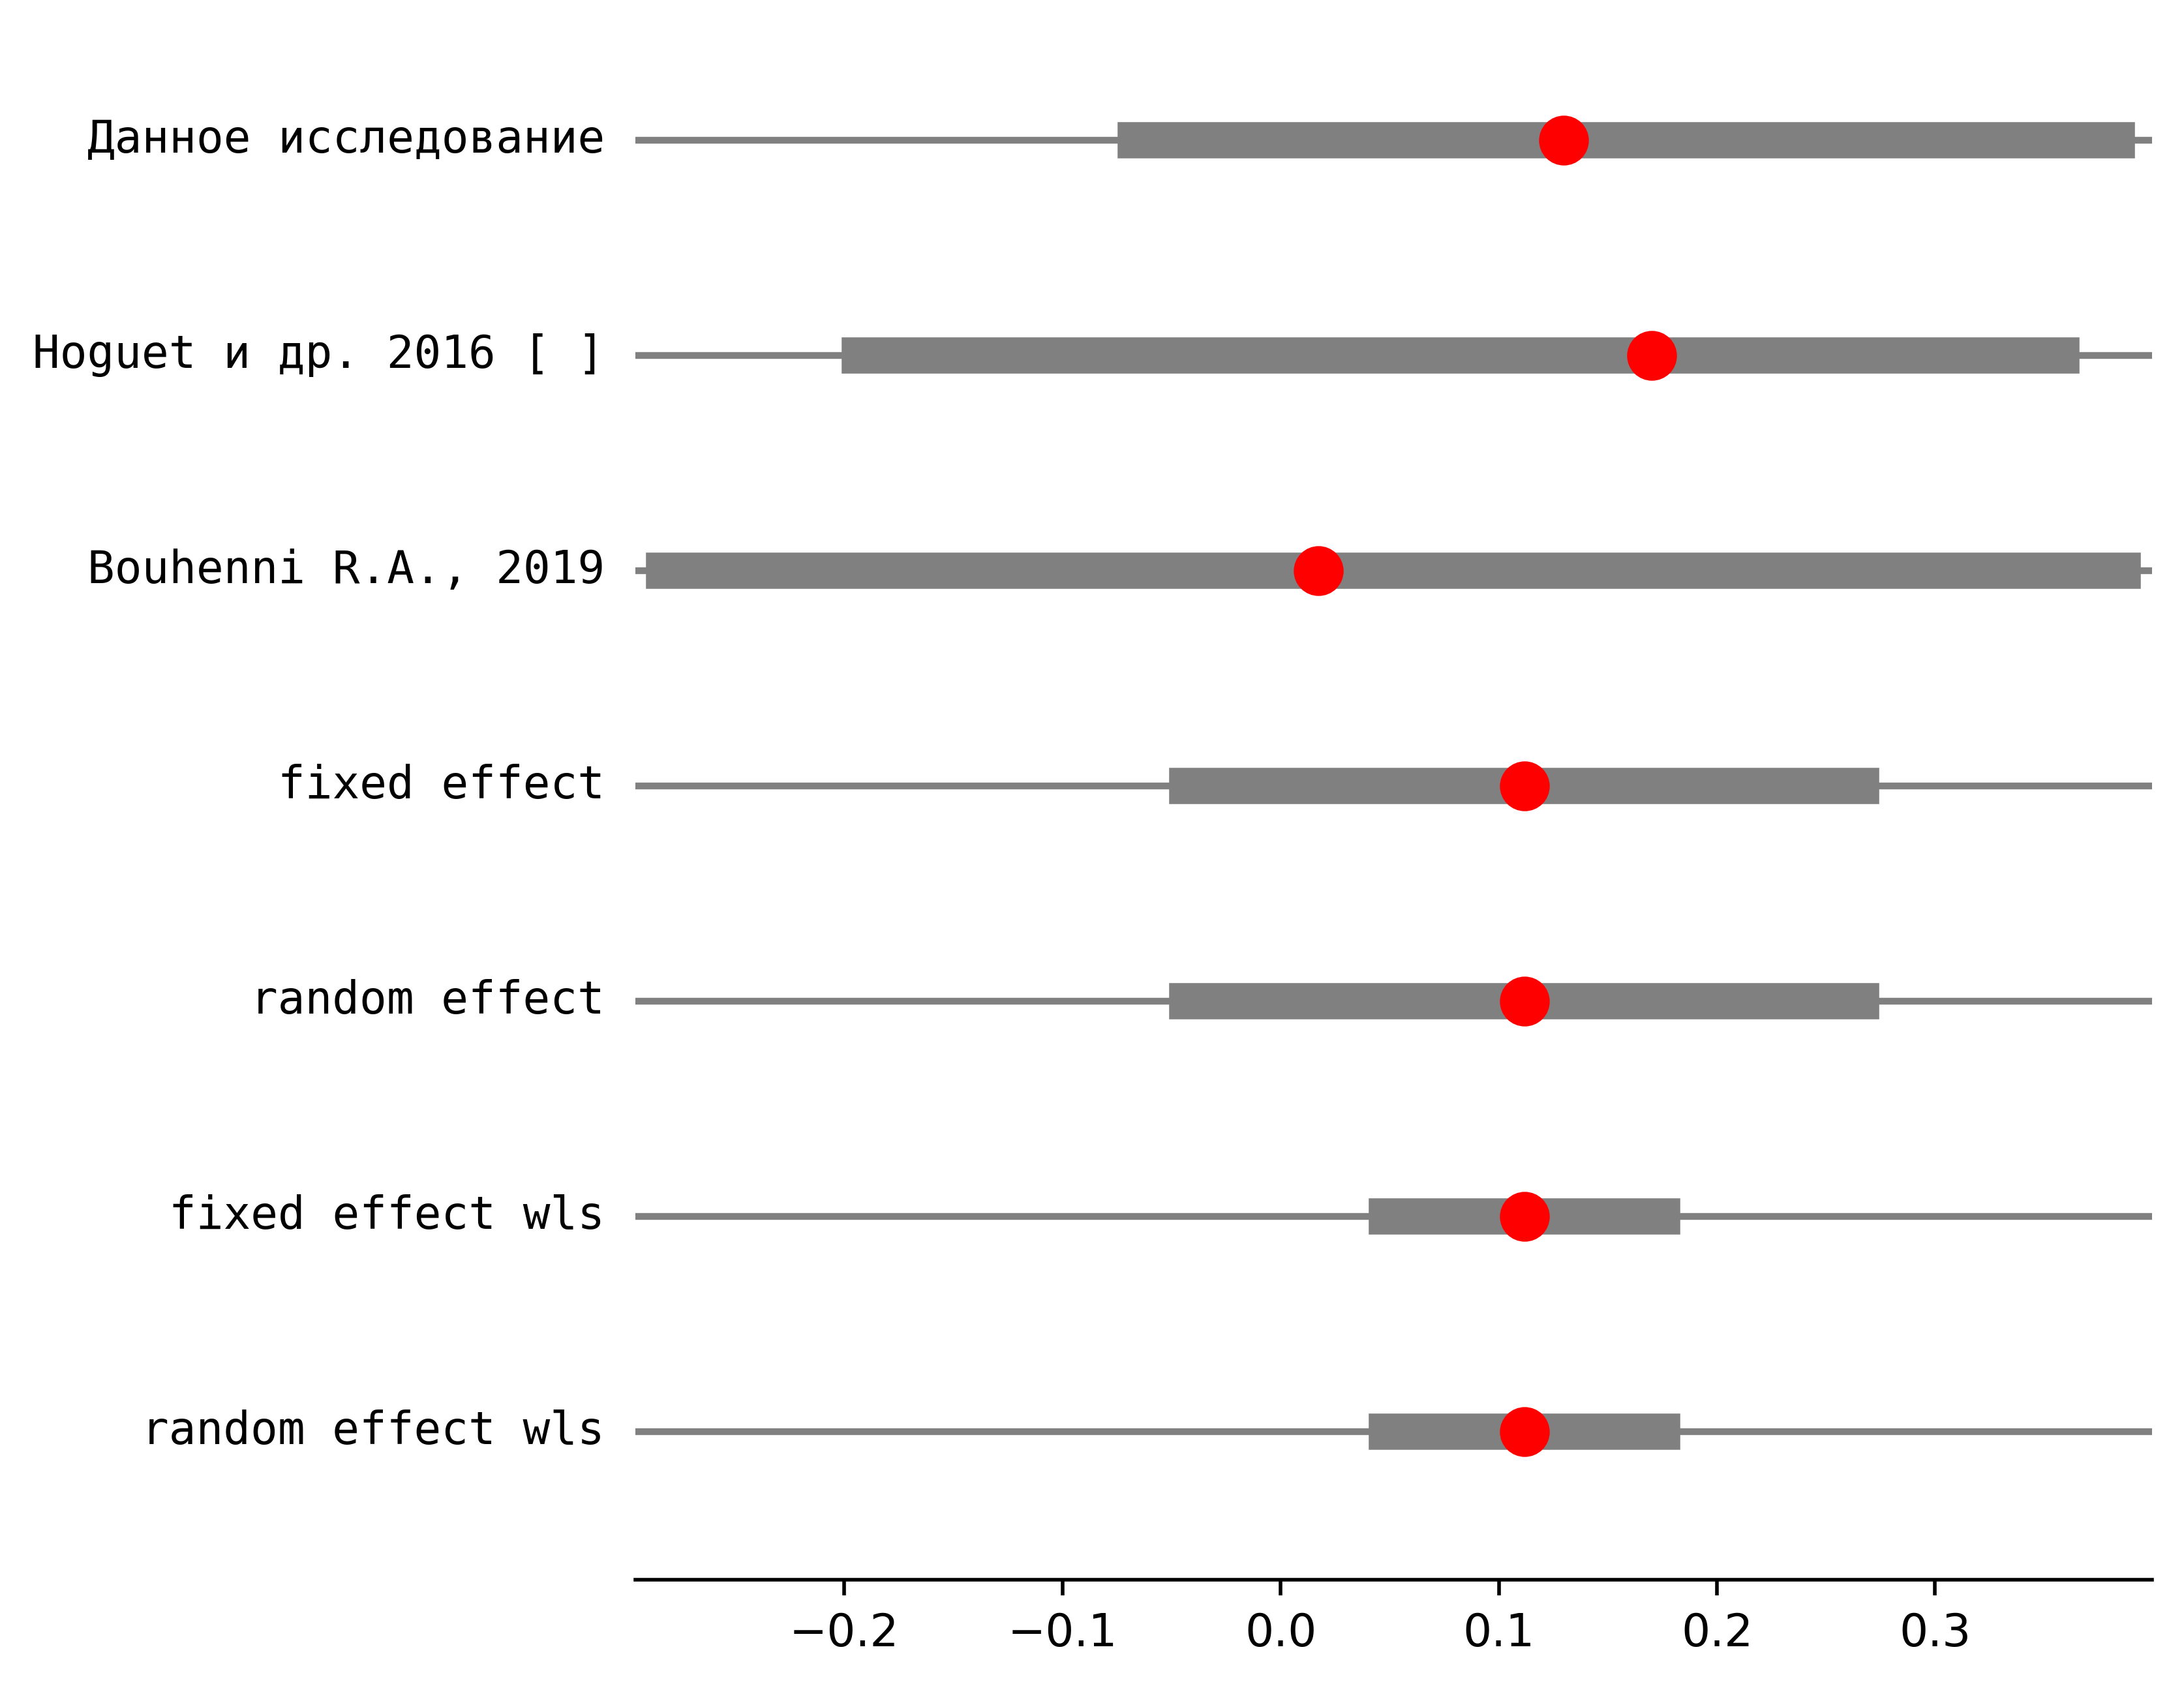 Данное исследование
Hoguet и др. 2016 [ ]
Bouhenni R.A., 2019
fixed effect
random effect
fixed effect wls
random effect wls
−0.2 −0.1 0.0 0.1 0.2 0.3